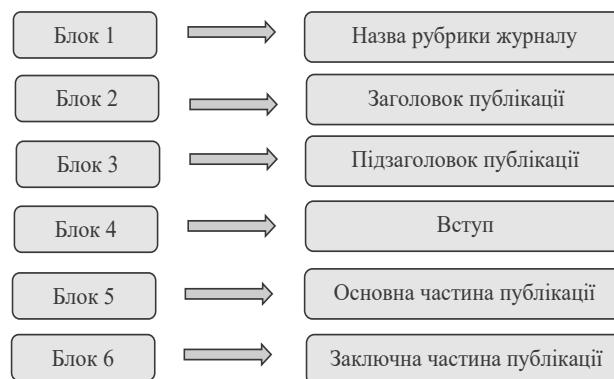 Блок 1 Назва рубрики журналу
Блок 2 Заголовок публікації
Блок 3 Підзаголовок публікації
Блок 4 Вступ
Блок 5 Основна частина публікації
Блок 6 Заключна частина публікації